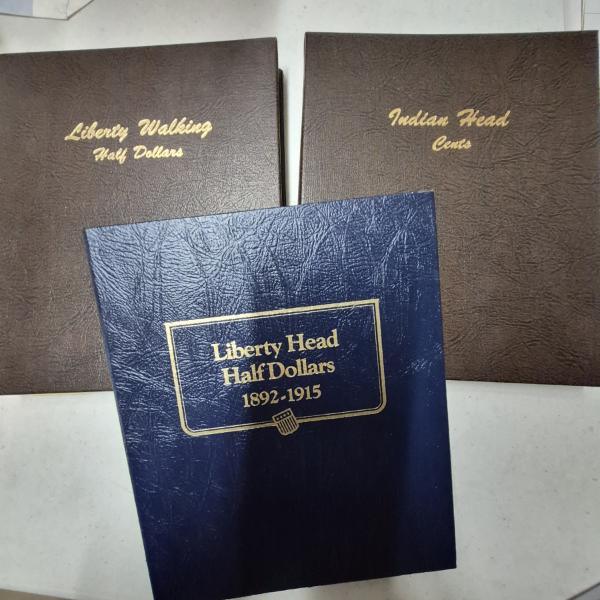 Liberty Walking
Half Dollars
Indian Head
Cents
Liberty Head
Half Dollars
1892-1915